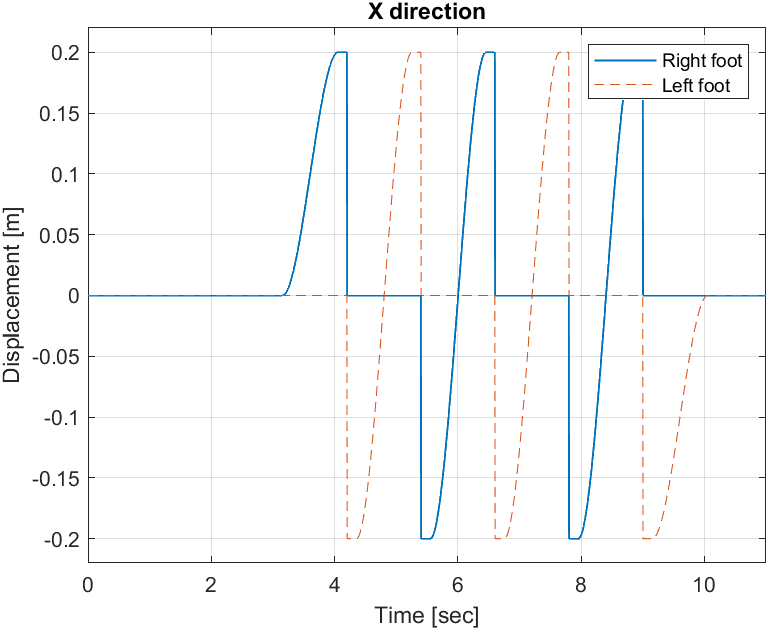 X direction
Right foot
Left foot
Displacement [m]
0.2
0.15
0.1
0.05
0
-0.05
-0.1
-0.15
-0.2
0 2 4 6 8 10
Time [sec]